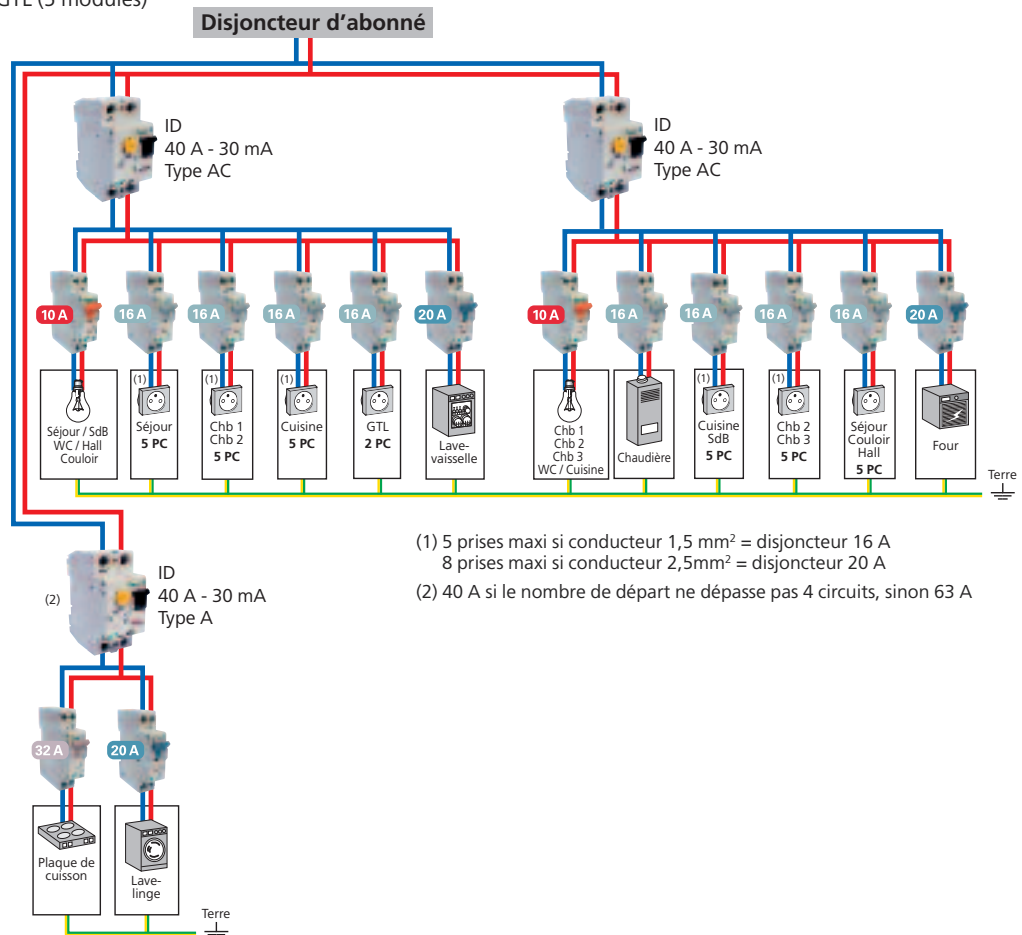 GTL (5 modules)
Disjoncteur d’abonné
ID
40 A - 30 mA
Type AC
ID
40 A - 30 mA
Type AC
10 A
16 A
16 A
16 A
16 A
20 A
10 A
16 A
16 A
16 A
16 A
20 A
Séjour / SdB
WC / Hall
Couloir
(1)
Séjour
5 PC
(1)
Chb 1
Chb 2
5 PC
(1)
Cuisine
5 PC
GTL
2 PC
Lave-
vaisselle
Chb 1
Chb 2
Chb 3
WC / Cuisine
Chaudière
(1)
Cuisine
SdB
5 PC
(1)
Chb 2
Chb 3
5 PC
Séjour
Couloir
Hall
5 PC
Four
Terre
(1) 5 prises maxi si conducteur 1,5 mm² = disjoncteur 16 A
8 prises maxi si conducteur 2,5mm² = disjoncteur 20 A
(2) 40 A si le nombre de départ ne dépasse pas 4 circuits, sinon 63 A
(2)
ID
40 A - 30 mA
Type A
32 A
20 A
Plaque de
cuisson
Lave-
linge
Terre